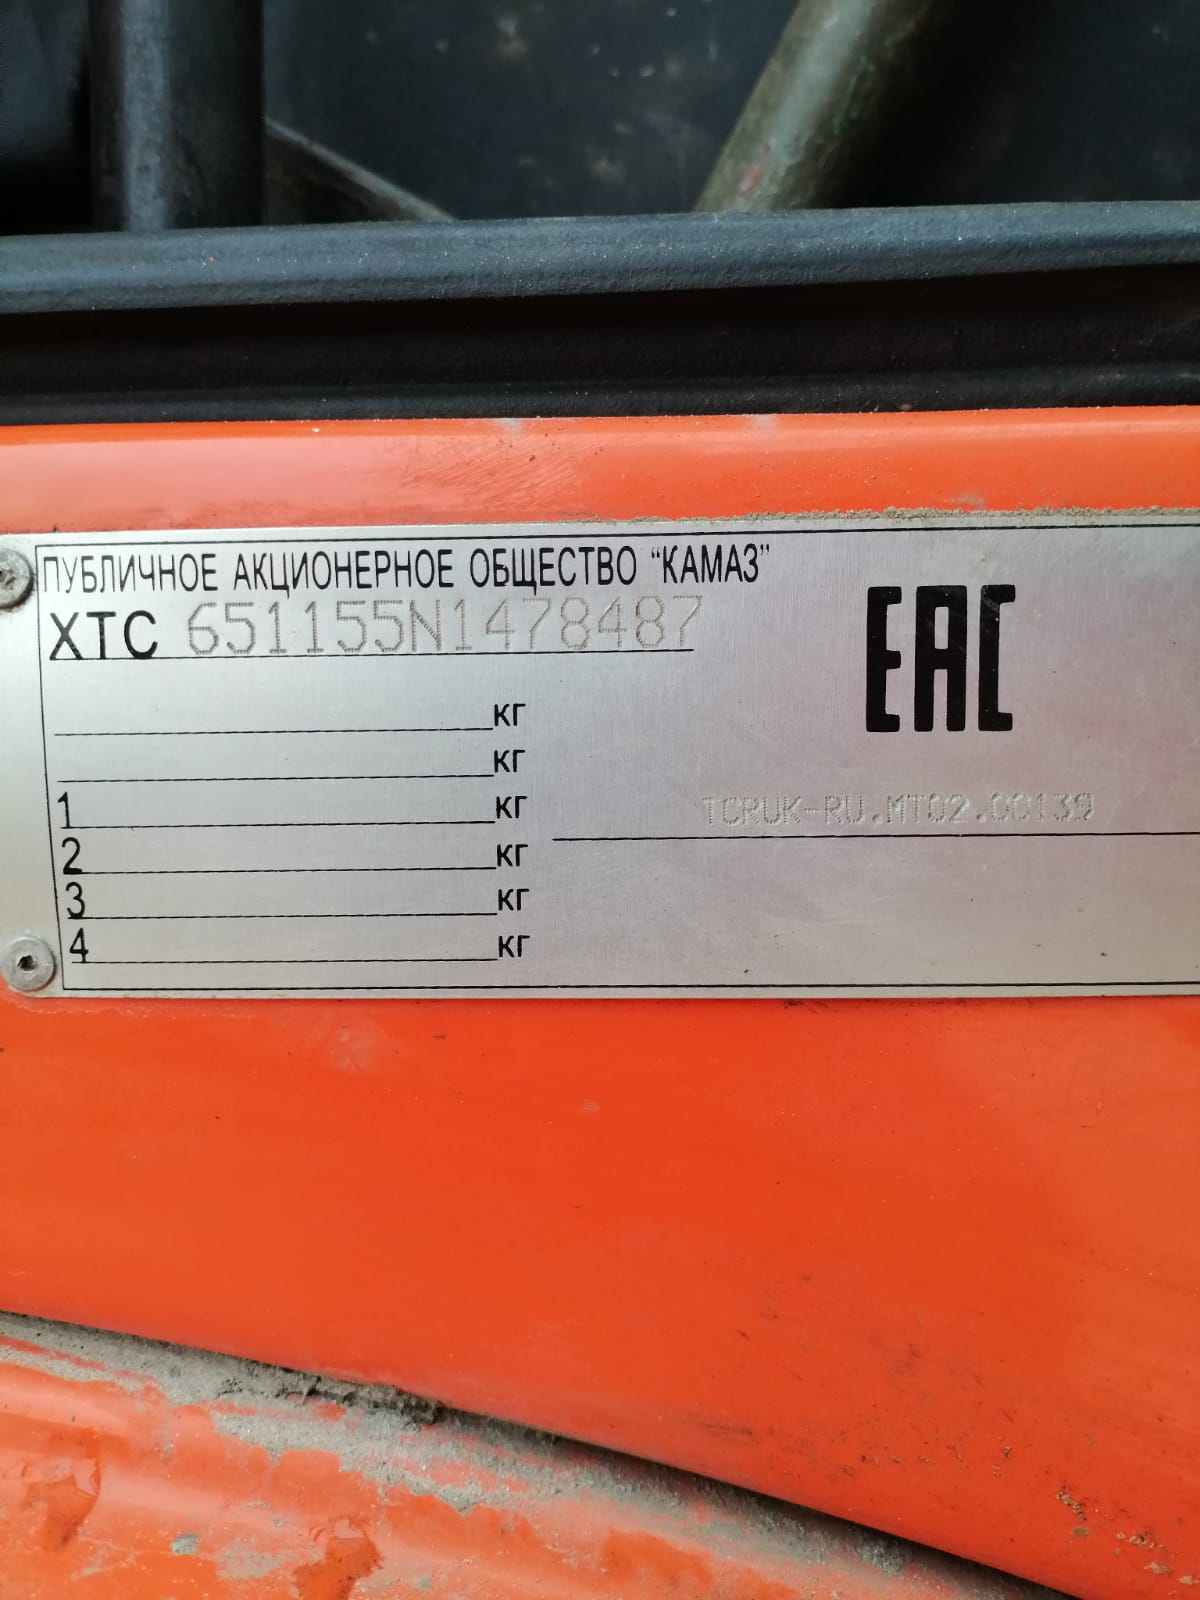 ПУБЛИЧНОЕ АКЦИОНЕРНОЕ ОБЩЕСТВО "КАМАЗ"
ХТС 651155N1478487
EAC
кг
кг
TCRUK-RU.MT02.00139
1 кг
2 кг
3 кг
4 кг